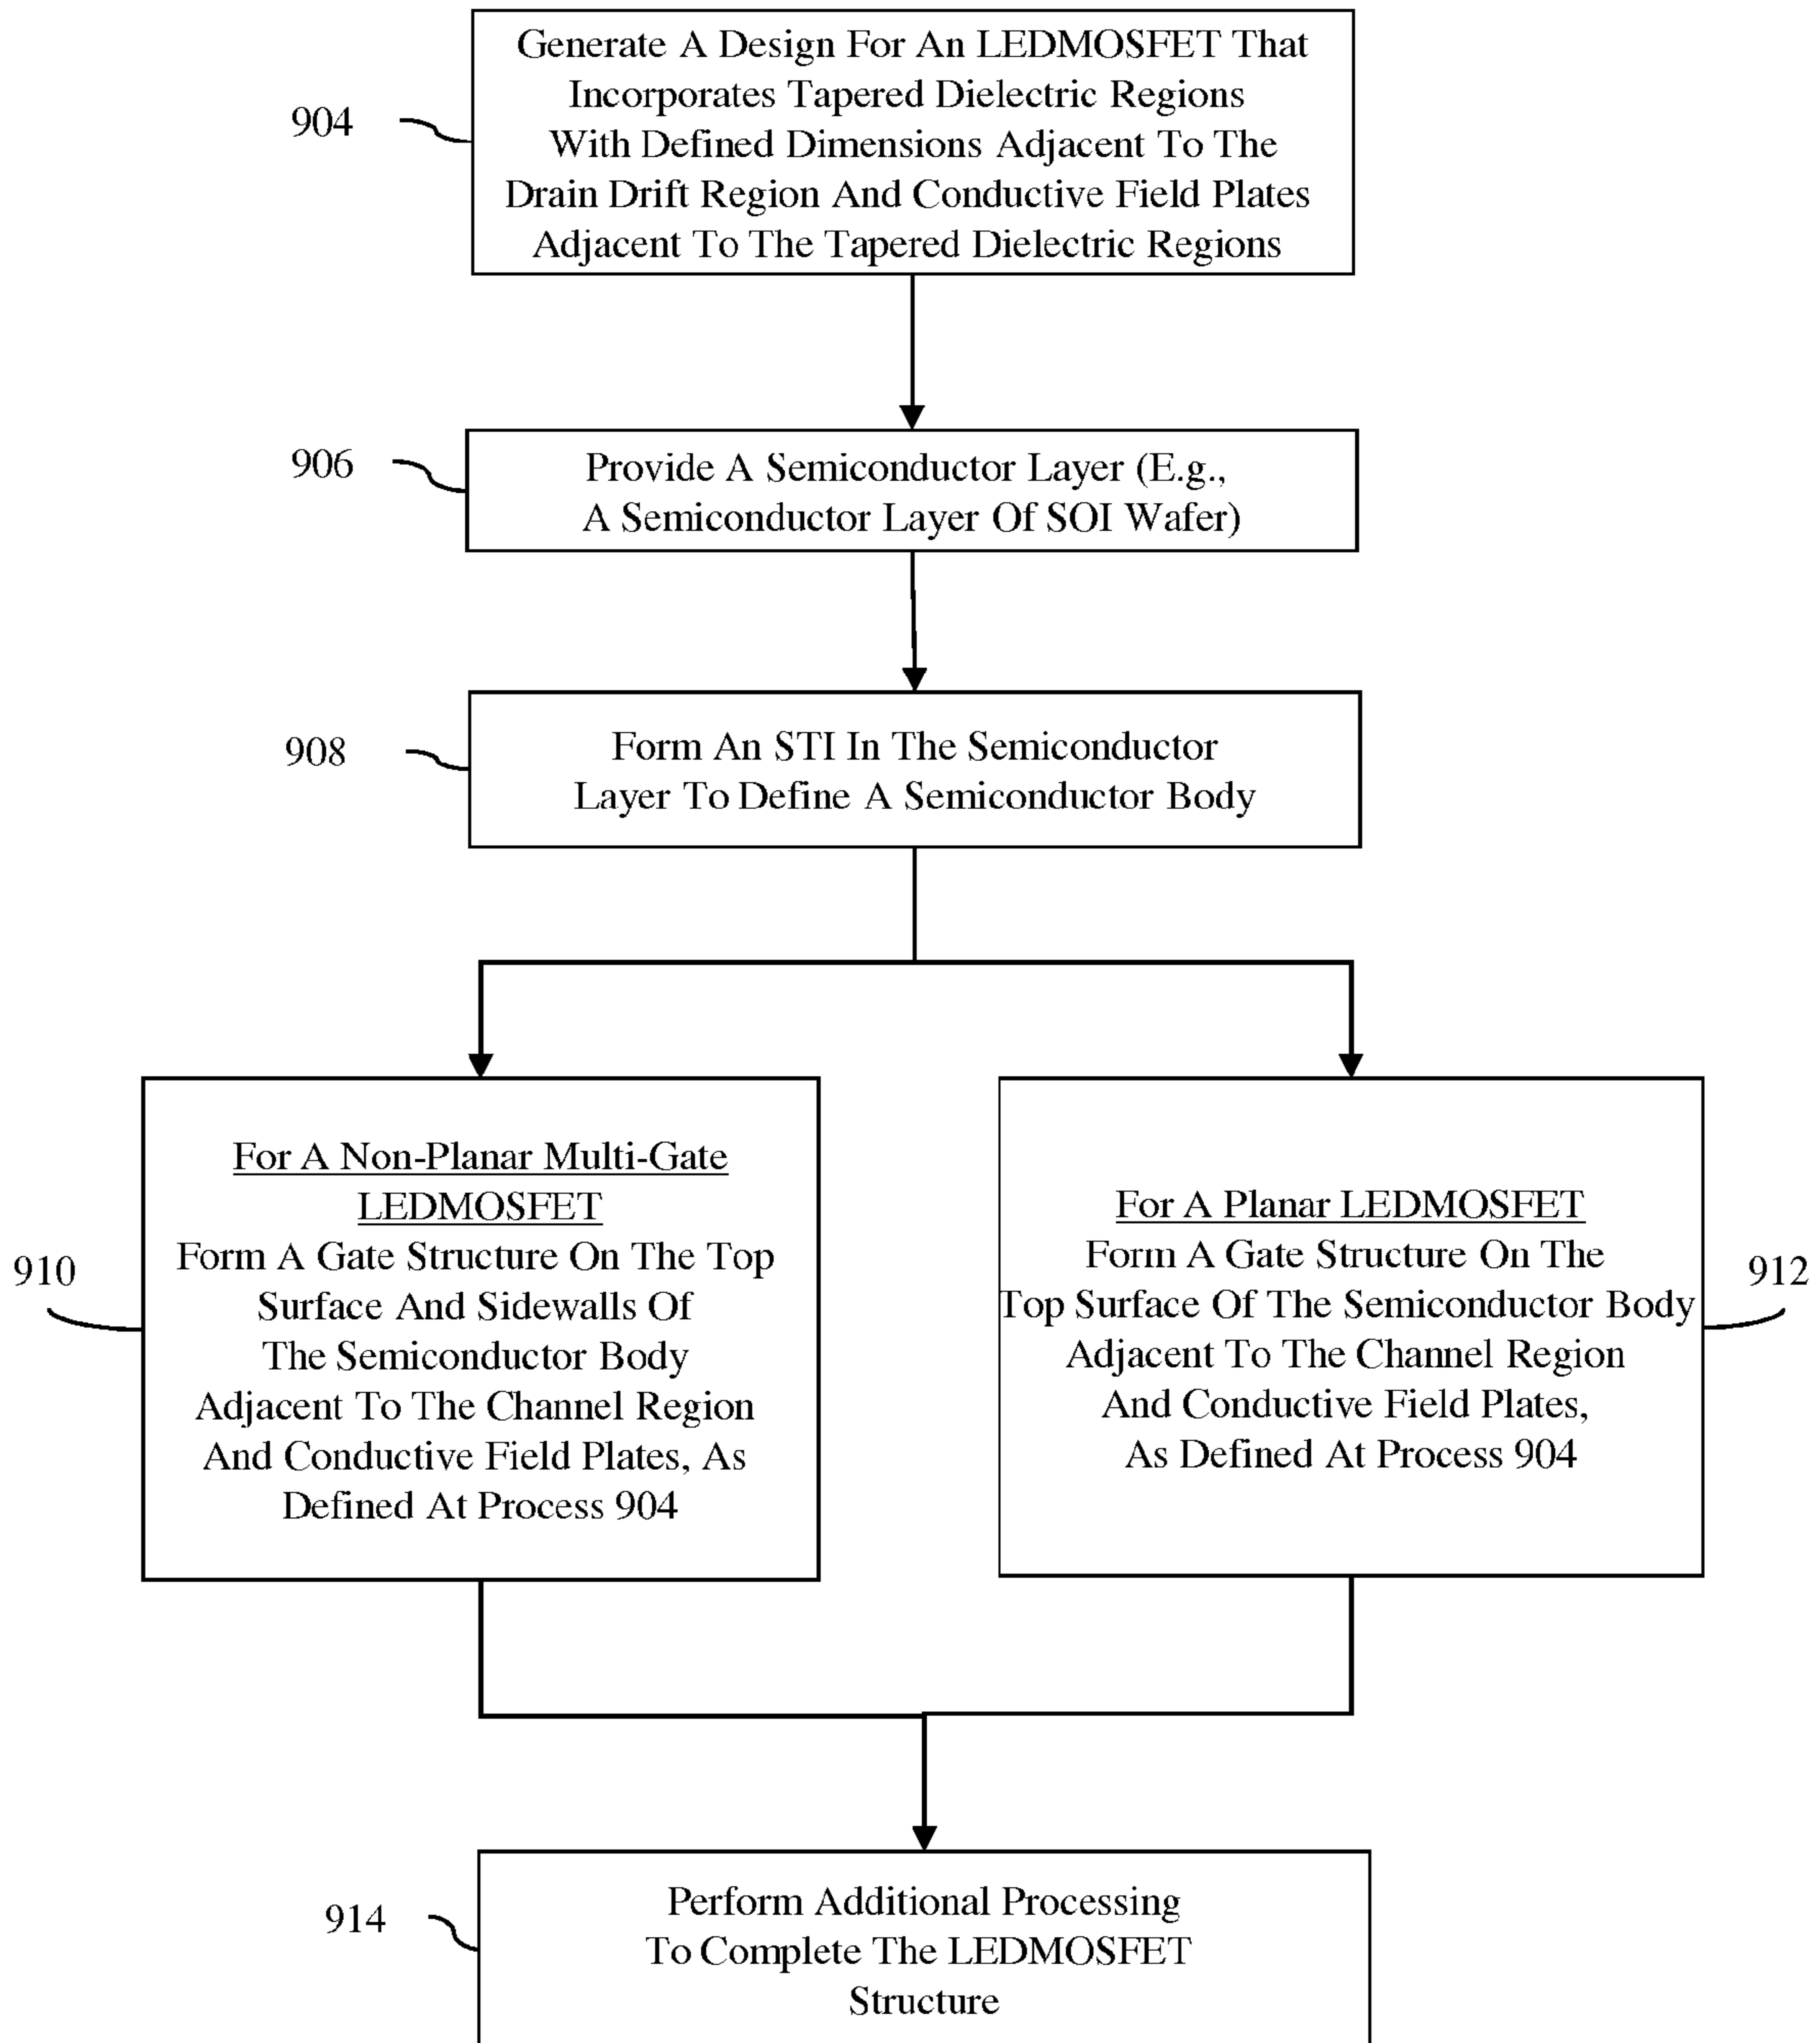 904
Generate A Design For An LEDMOSFET That
Incorporates Tapered Dielectric Regions
With Defined Dimensions Adjacent To The
Drain Drift Region And Conductive Field Plates
Adjacent To The Tapered Dielectric Regions
906
Provide A Semiconductor Layer (E.g.,
A Semiconductor Layer Of SOI Wafer)
908
Form An STI In The Semiconductor
Layer To Define A Semiconductor Body
910
For A Non-Planar Multi-Gate
LEDMOSFET
Form A Gate Structure On The Top
Surface And Sidewalls Of
The Semiconductor Body
Adjacent To The Channel Region
And Conductive Field Plates, As
Defined At Process 904
For A Planar LEDMOSFET
Form A Gate Structure On The
Top Surface Of The Semiconductor Body
Adjacent To The Channel Region
And Conductive Field Plates,
As Defined At Process 904
912
914
Perform Additional Processing
To Complete The LEDMOSFET
Structure